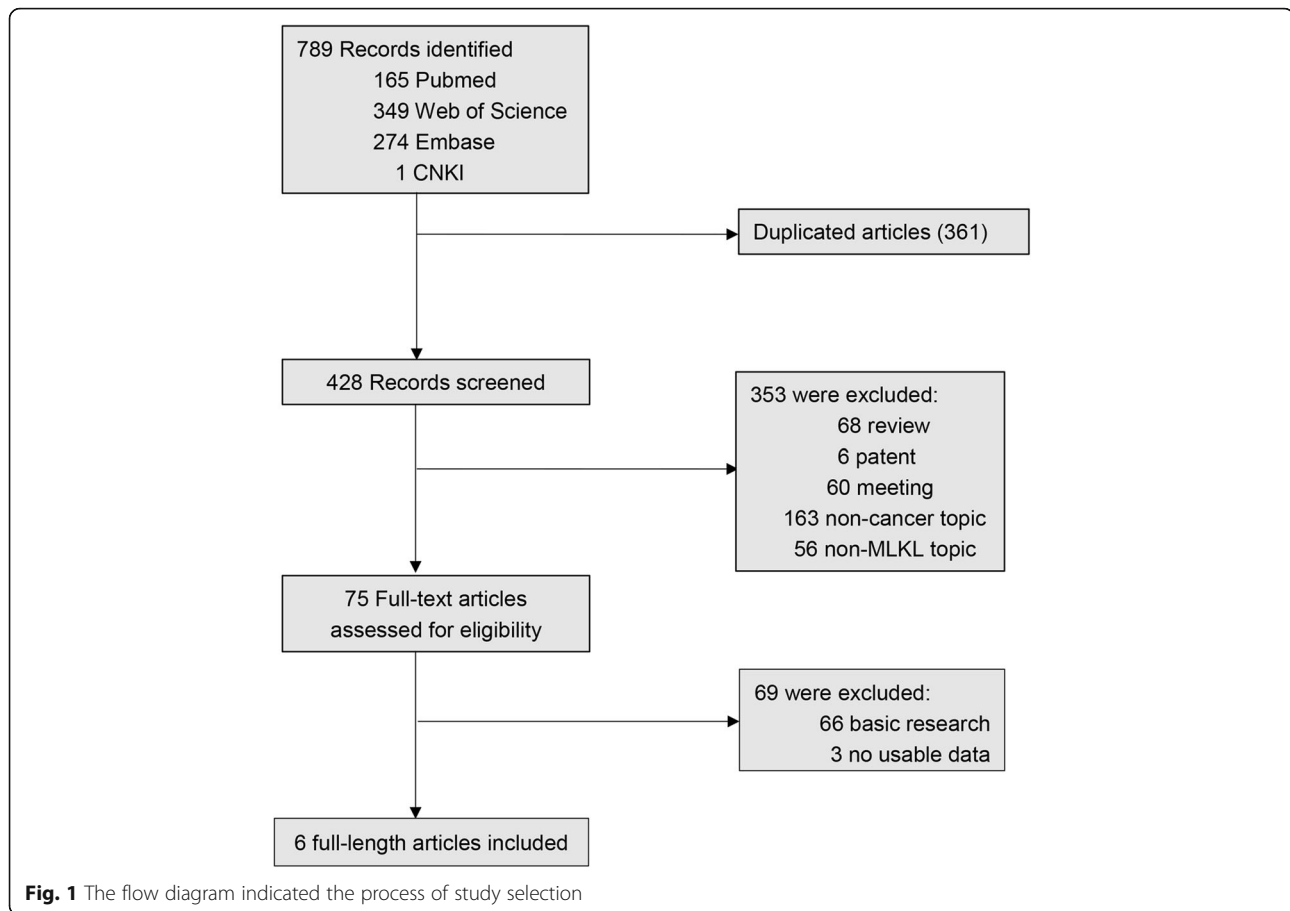 789 Records identified
165 Pubmed
349 Web of Science
274 Embase
1 CNKI
Duplicated articles (361)
428 Records screened
353 were excluded:
68 review
6 patent
60 meeting
163 non-cancer topic
56 non-MLKL topic
75 Full-text articles
assessed for eligibility
69 were excluded:
66 basic research
3 no usable data
6 full-length articles included
Fig. 1 The flow diagram indicated the process of study selection